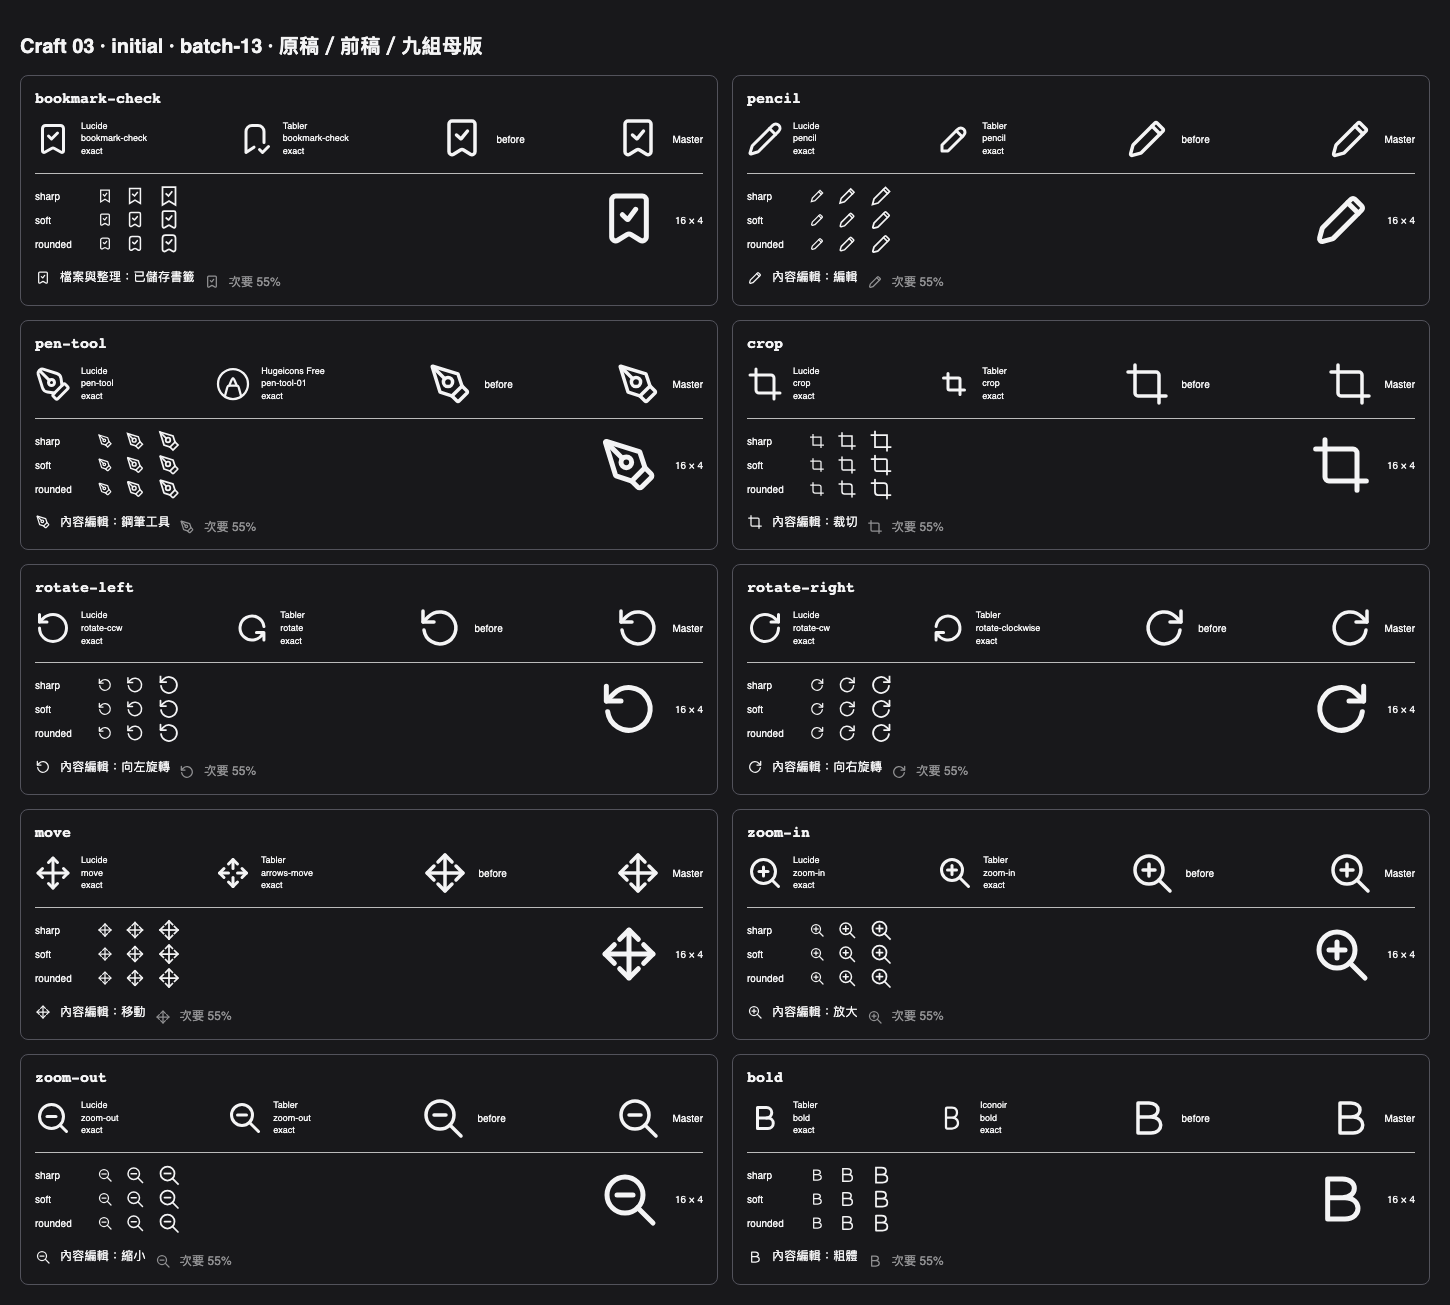 Craft 03 · initial · batch-13 · 原稿 / 前稿 / 九組母版
bookmark-check
Lucide
bookmark-check
exact
Tabler
bookmark-check
exact
before
Master
sharp
soft
rounded
16 × 4
檔案與整理：已儲存書籤
次要 55%
pencil
Lucide
pencil
exact
Tabler
pencil
exact
before
Master
sharp
soft
rounded
16 × 4
內容編輯：編輯
次要 55%
pen-tool
Lucide
pen-tool
exact
Hugeicons Free
pen-tool-01
exact
before
Master
sharp
soft
rounded
16 × 4
內容編輯：鋼筆工具
次要 55%
crop
Lucide
crop
exact
Tabler
crop
exact
before
Master
sharp
soft
rounded
16 × 4
內容編輯：裁切
次要 55%
rotate-left
Lucide
rotate-ccw
exact
Tabler
rotate
exact
before
Master
sharp
soft
rounded
16 × 4
內容編輯：向左旋轉
次要 55%
rotate-right
Lucide
rotate-cw
exact
Tabler
rotate-clockwise
exact
before
Master
sharp
soft
rounded
16 × 4
內容編輯：向右旋轉
次要 55%
move
Lucide
move
exact
Tabler
arrows-move
exact
before
Master
sharp
soft
rounded
16 × 4
內容編輯：移動
次要 55%
zoom-in
Lucide
zoom-in
exact
Tabler
zoom-in
exact
before
Master
sharp
soft
rounded
16 × 4
內容編輯：放大
次要 55%
zoom-out
Lucide
zoom-out
exact
Tabler
zoom-out
exact
before
Master
sharp
soft
rounded
16 × 4
內容編輯：縮小
次要 55%
bold
Tabler
bold
exact
Iconoir
bold
exact
before
Master
sharp
soft
rounded
16 × 4
內容編輯：粗體
次要 55%